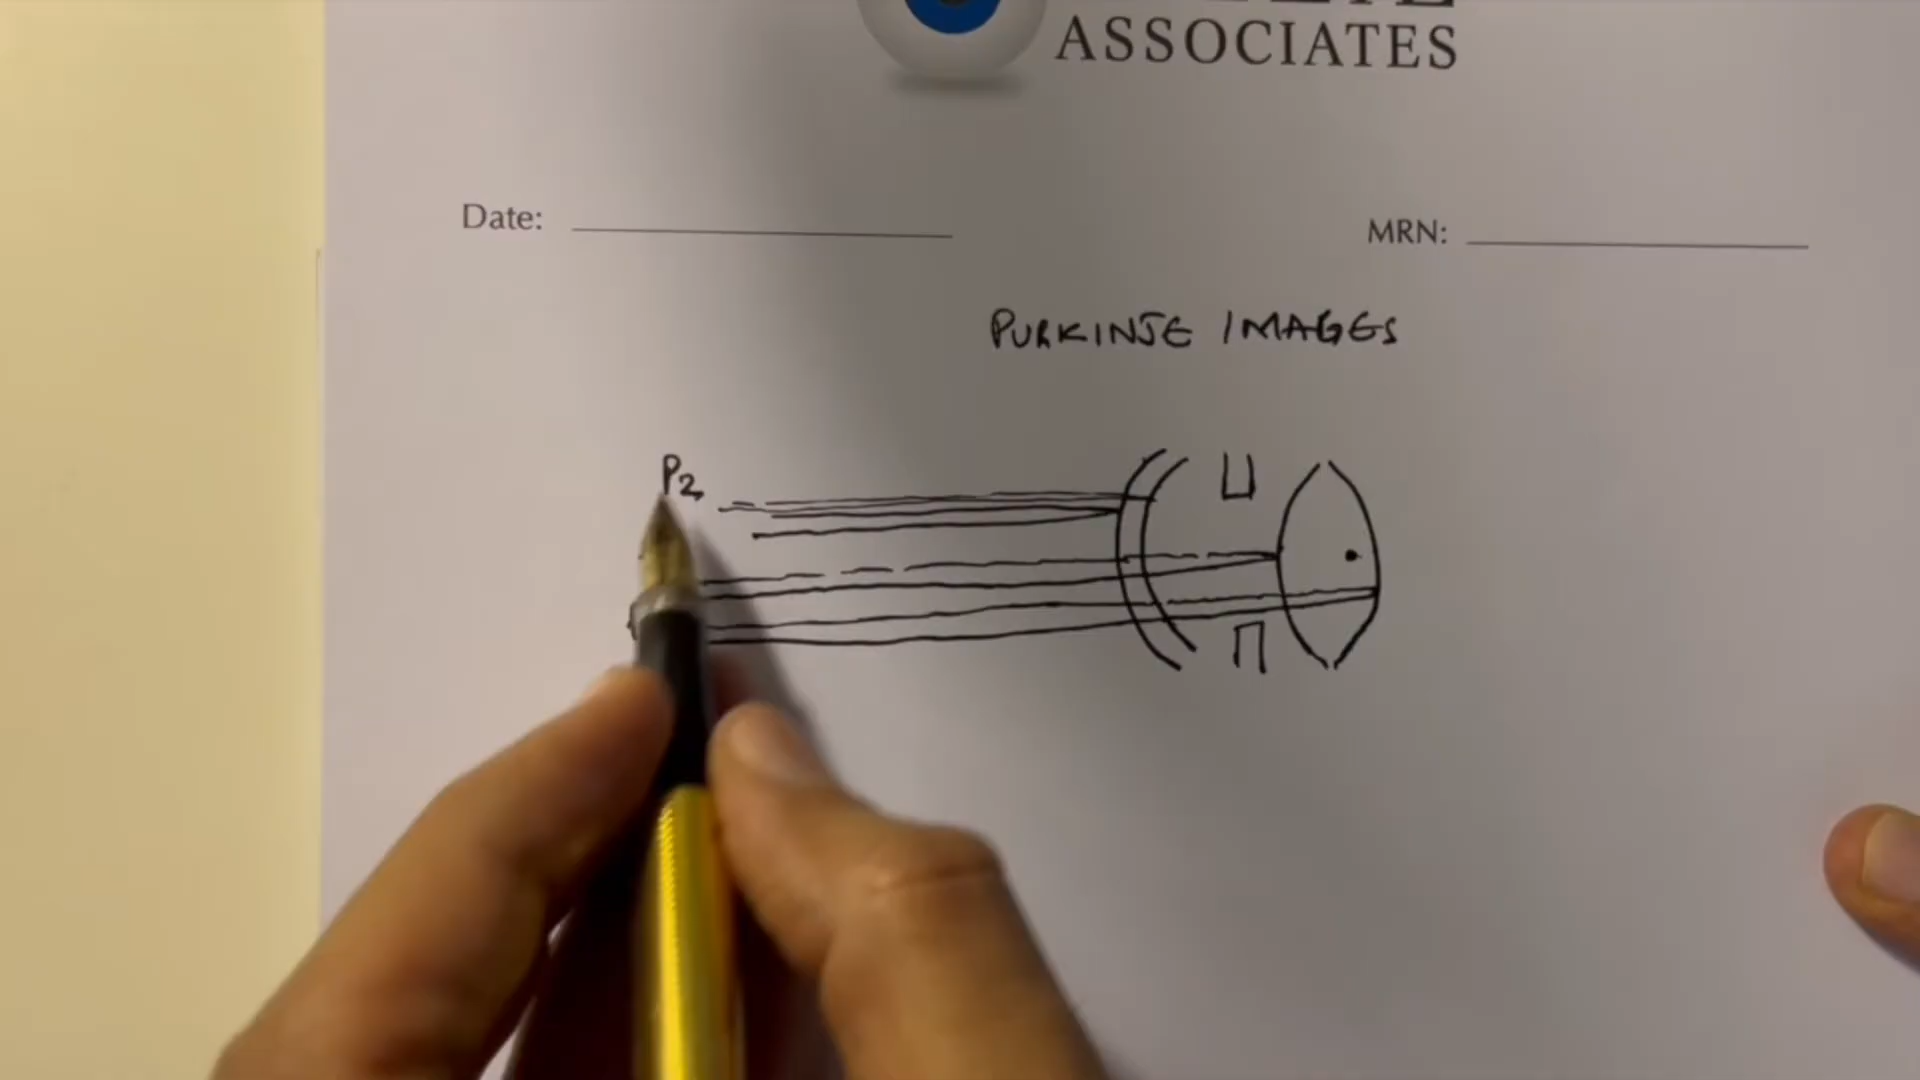 ASSOCIATES
Date:
MRN:
PURKINJE IMAGES
P2